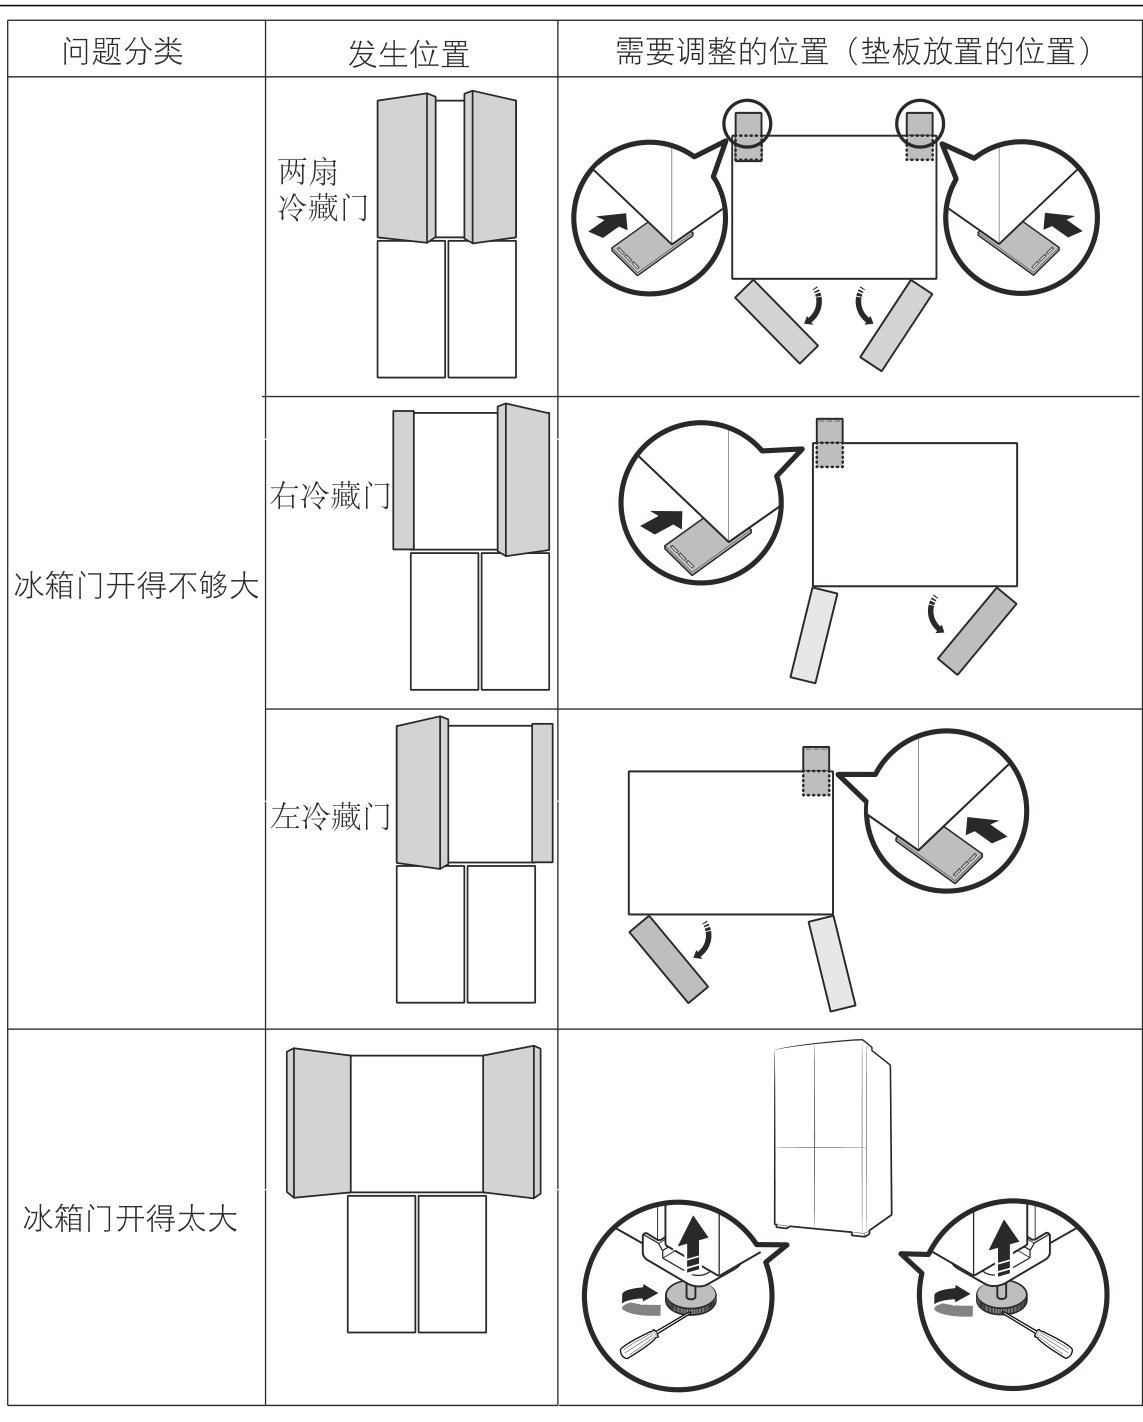 问题分类
发生位置
需要调整的位置（垫板放置的位置）
冰箱门开得不够大
两扇
冷藏门
右冷藏门
左冷藏门
冰箱门开得太大